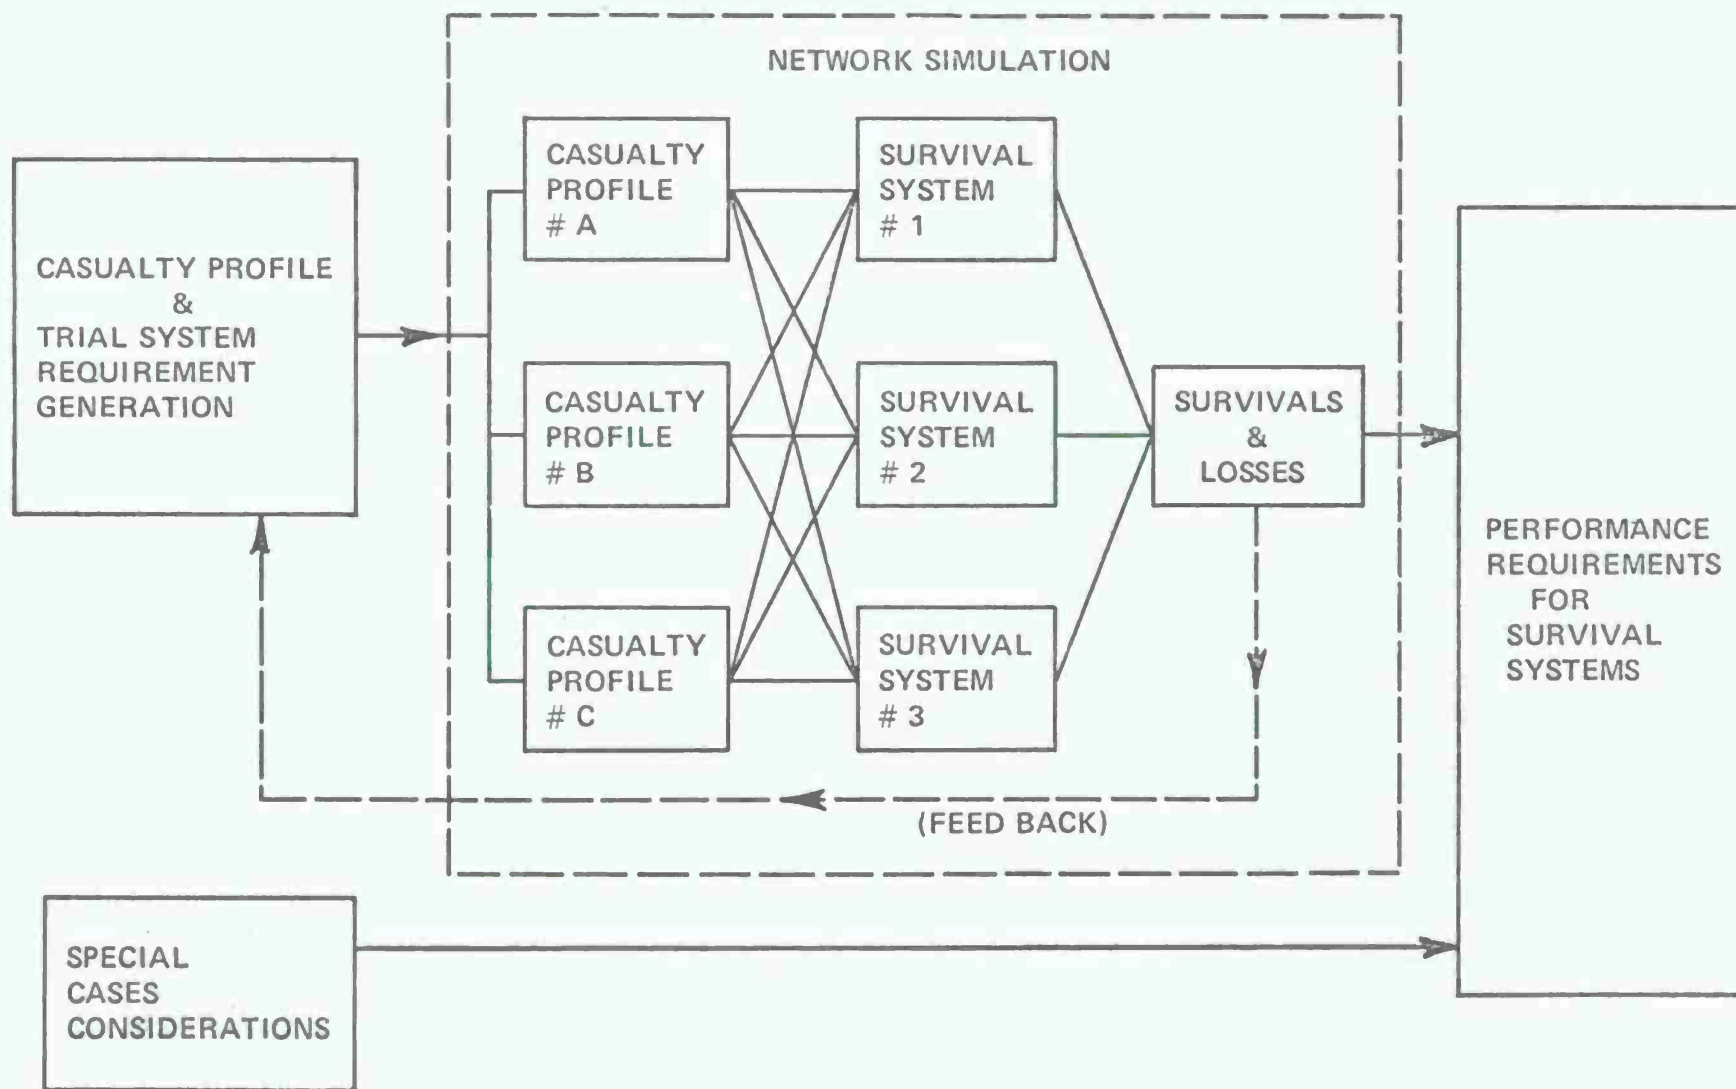 NETWORK SIMULATION
CASUALTY PROFILE
&
TRIAL SYSTEM
REQUIREMENT
GENERATION
CASUALTY
PROFILE
# A
SURVIVAL
SYSTEM
# 1
CASUALTY
PROFILE
# B
SURVIVAL
SYSTEM
# 2
CASUALTY
PROFILE
# C
SURVIVAL
SYSTEM
# 3
SURVIVALS
&
LOSSES
(FEED BACK)
PERFORMANCE
REQUIREMENTS
FOR
SURVIVAL
SYSTEMS
SPECIAL
CASES
CONSIDERATIONS